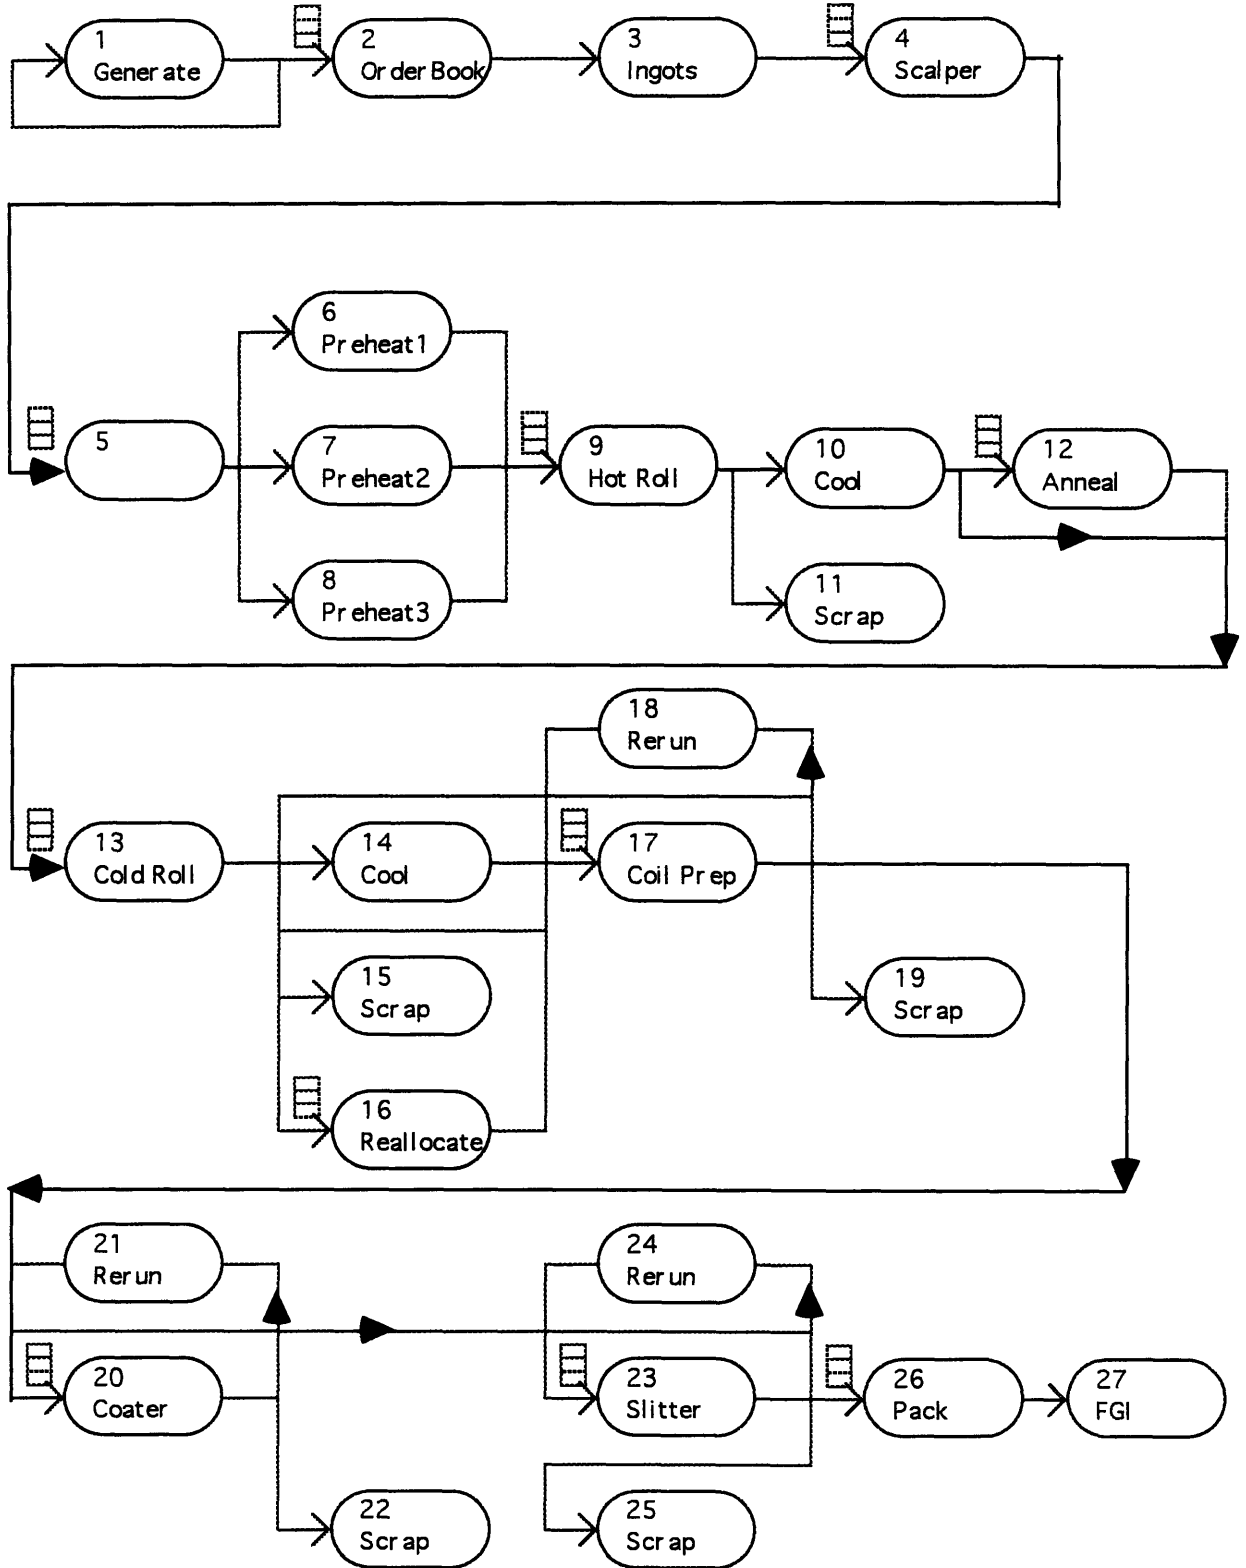 1
Generate
2
Order Book
3
Ingots
4
Scalper
5
6
Preheat1
7
Preheat2
8
Preheat3
9
Hot Roll
10
Cool
12
Anneal
11
Scrap
18
Rerun
13
Cold Roll
14
Cool
17
Coil Prep
15
Scrap
19
Scrap
16
Reallocate
21
Rerun
24
Rerun
20
Coater
23
Slitter
26
Pack
27
FGI
22
Scrap
25
Scrap